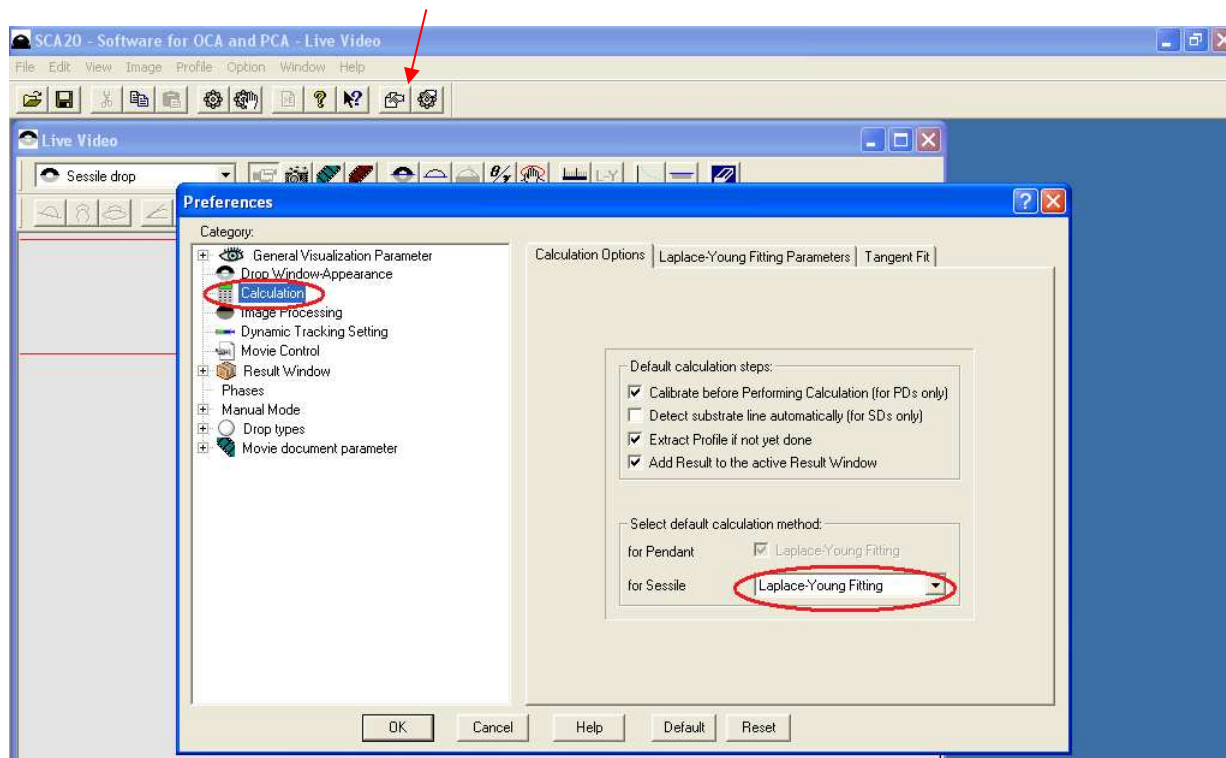 SCA20 - Software for OCA and PCA - Live Video
File Edit View Image Profile Option Window Help
Live Video
Sessile drop
θ/γ
L-Y
Preferences
Category:
General Visualization Parameter
Drop Window-Appearance
Calculation
Image Processing
Dynamic Tracking Setting
Movie Control
Result Window
Phases
Manual Mode
Drop types
Movie document parameter
Calculation Options Laplace-Young Fitting Parameters Tangent Fit
Default calculation steps:
Calibrate before Performing Calculation (for PDs only)
Detect substrate line automatically (for SDs only)
Extract Profile if not yet done
Add Result to the active Result Window
Select default calculation method:
for Pendant Laplace-Young Fitting
for Sessile Laplace-Young Fitting
OK Cancel Help Default Reset